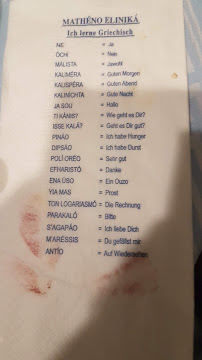 MATHÉNO ELINIKÁ
Ich lerne Griechisch
NE = Ja
ÓCHI = Nein
MÁLISTA = Jawohl
KALIMÉRA = Guten Morgen
KALISPÉRA = Guten Abend
KALINICHTA = Gute Nacht
JA SOU = Hallo
TI KÁNIS? = Wie geht es Dir?
ISSE KALÁ? = Geht es Dir gut?
PINÁO = Ich habe Hunger
DIPSÁO = Ich habe Durst
POLÍ ORÉO = Sehr gut
EFHARISTÓ = Danke
ENA ÚSO = Ein Ouzo
YIA MAS = Prost
TON LOGARIASMÓ = Die Rechnung
PARAKALÓ = Bitte
S'AGAPÁO = Ich liebe Dich
M'ARÉSSIS = Du gefällst mir
ANTÍO = Auf Wiedersehen